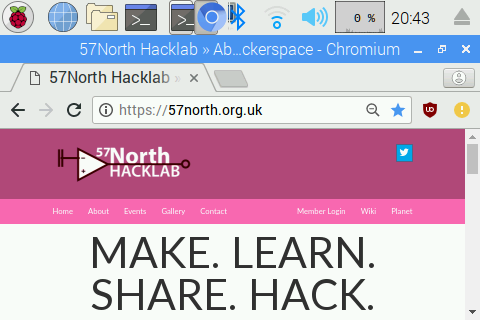 0 % 20:43
57North Hacklab » Ab...ckerspace - Chromium
57North Hacklab »
https://57north.org.uk
57North
HACKLAB
Home About Events Gallery Contact Member Login Wiki Planet
MAKE. LEARN.
SHARE. HACK.